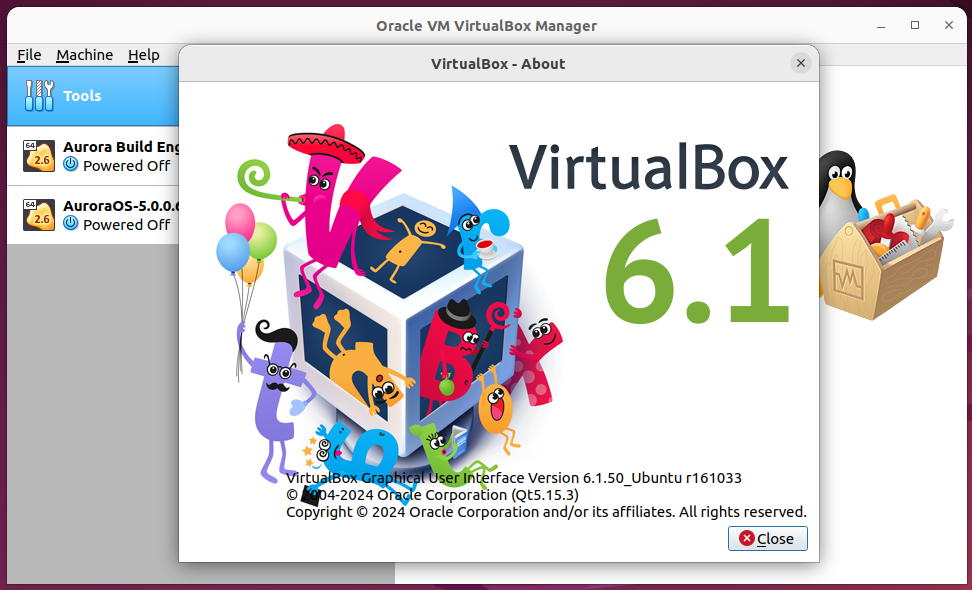 Oracle VM VirtualBox Manager
File Machine Help
VirtualBox - About
Tools
64
2.6
Aurora Build Eng
Powered Off
64
2.6
AuroraOS-5.0.0.6
Powered Off
VirtualBox
6.1
VirtualBox Graphical User Interface Version 6.1.50_Ubuntu r161033
© 2004-2024 Oracle Corporation (Qt5.15.3)
Copyright © 2024 Oracle Corporation and/or its affiliates. All rights reserved.
Close